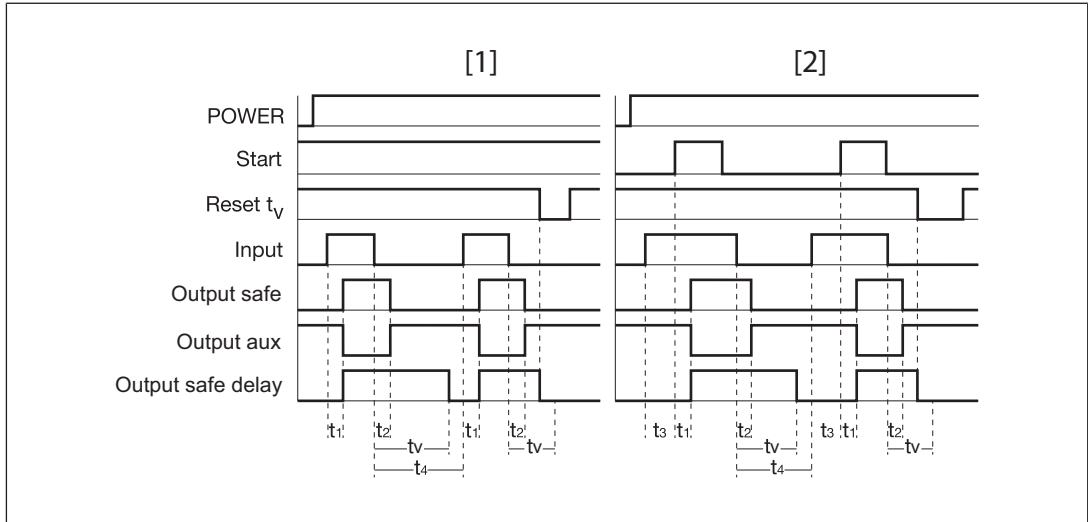 [1] [2]
POWER
Start
Reset tV
Input
Output safe
Output aux
Output safe delay
t1 t2 t1 t2 t3 t1 t2 t3 t1 t2
tv tv tv tv
t4 t4